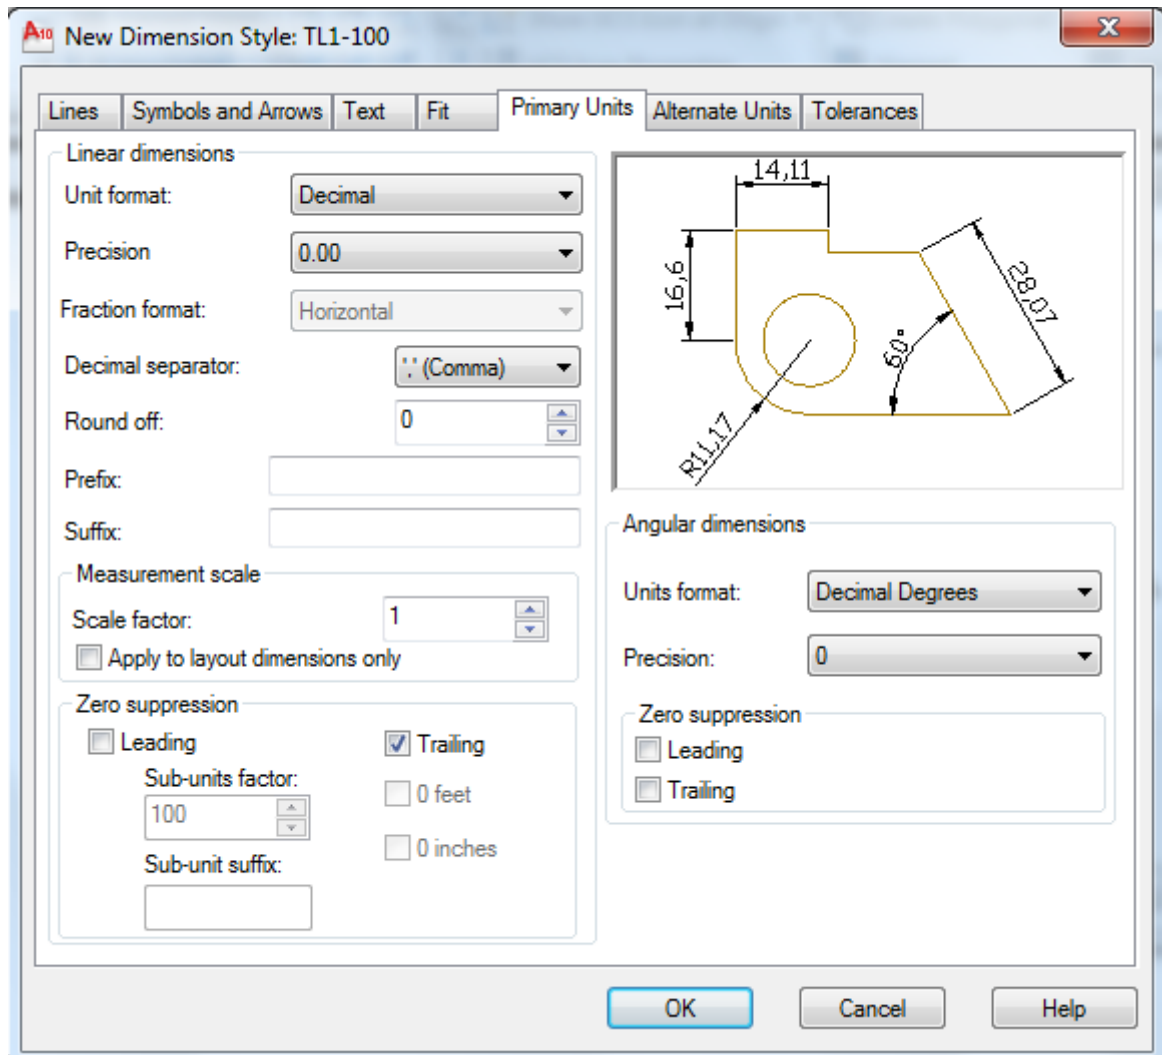 A10 New Dimension Style: TL1-100 X
Lines Symbols and Arrows Text Fit Primary Units Alternate Units Tolerances
Linear dimensions
Unit format: Decimal
Precision 0.00
Fraction format: Horizontal
Decimal separator: ',' (Comma)
Round off: 0
Prefix:
Suffix:
Measurement scale
Scale factor: 1
Apply to layout dimensions only
Zero suppression
Leading
Trailing
Sub-units factor:
100
0 feet
0 inches
Sub-unit suffix:
14,11
16,6
28,07
60°
R11,17
Angular dimensions
Units format: Decimal Degrees
Precision: 0
Zero suppression
Leading
Trailing
OK Cancel Help